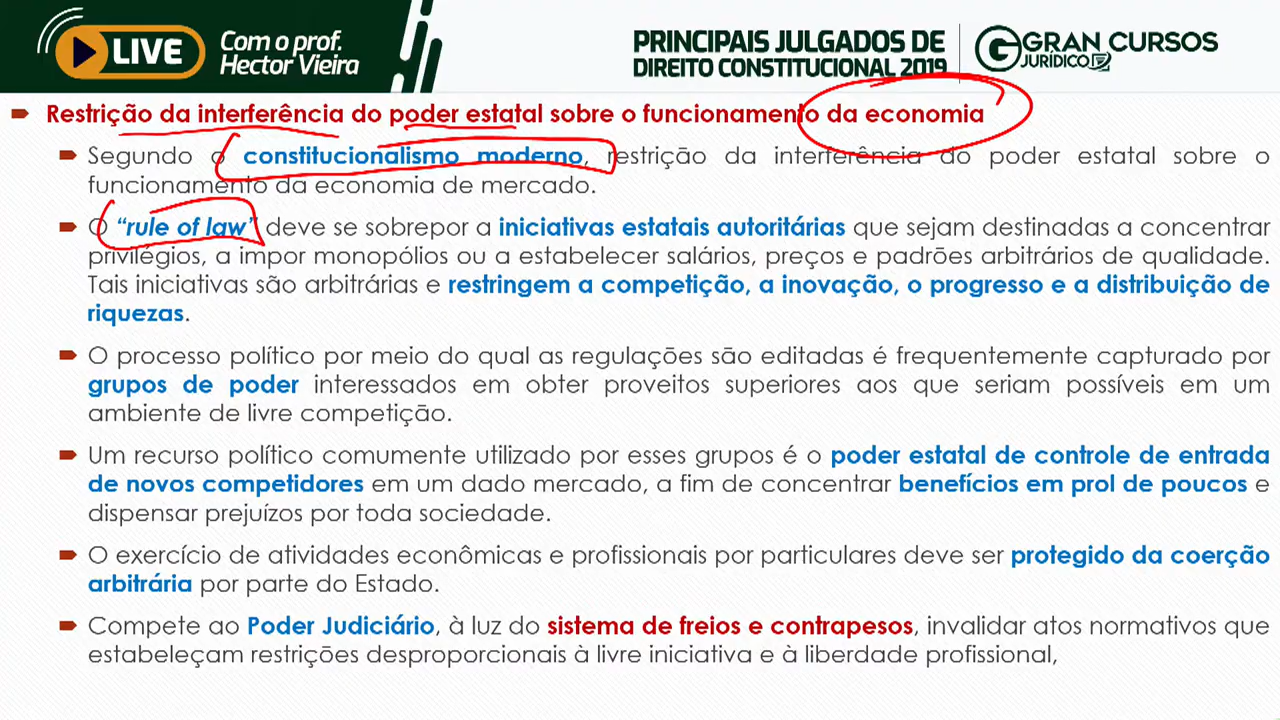 LIVE
Com o prof.
Hector Vieira
PRINCIPAIS JULGADOS DE
DIREITO CONSTITUCIONAL 2019
GRAN CURSOS
JURÍDICO
Restrição da interferência do poder estatal sobre o funcionamento da economia
Segundo o constitucionalismo moderno, restrição da interferência do poder estatal sobre o
funcionamento da economia de mercado.
O “rule of law” deve se sobrepor a iniciativas estatais autoritárias que sejam destinadas a concentrar
privilégios, a impor monopólios ou a estabelecer salários, preços e padrões arbitrários de qualidade.
Tais iniciativas são arbitrárias e restringem a competição, a inovação, o progresso e a distribuição de
riquezas.
O processo político por meio do qual as regulações são editadas é frequentemente capturado por
grupos de poder interessados em obter proveitos superiores aos que seriam possíveis em um
ambiente de livre competição.
Um recurso político comumente utilizado por esses grupos é o poder estatal de controle de entrada
de novos competidores em um dado mercado, a fim de concentrar benefícios em prol de poucos e
dispensar prejuízos por toda sociedade.
O exercício de atividades econômicas e profissionais por particulares deve ser protegido da coerção
arbitrária por parte do Estado.
Compete ao Poder Judiciário, à luz do sistema de freios e contrapesos, invalidar atos normativos que
estabeleçam restrições desproporcionais à livre iniciativa e à liberdade profissional,